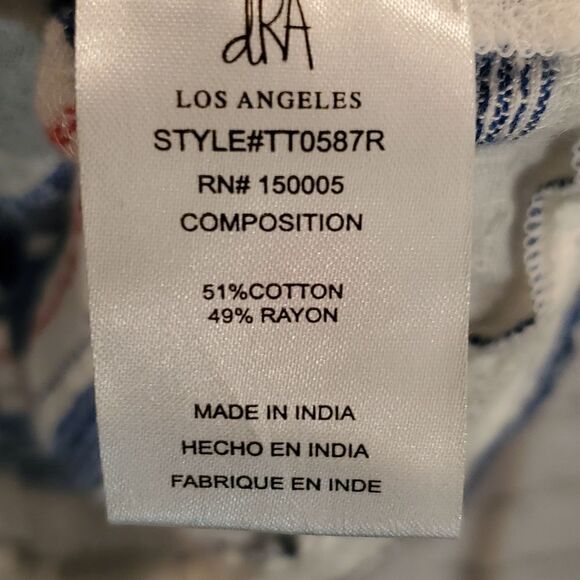 dRA
LOS ANGELES
STYLE#TT0587R
RN# 150005
COMPOSITION
51%COTTON
49% RAYON
MADE IN INDIA
HECHO EN INDIA
FABRIQUE EN INDE